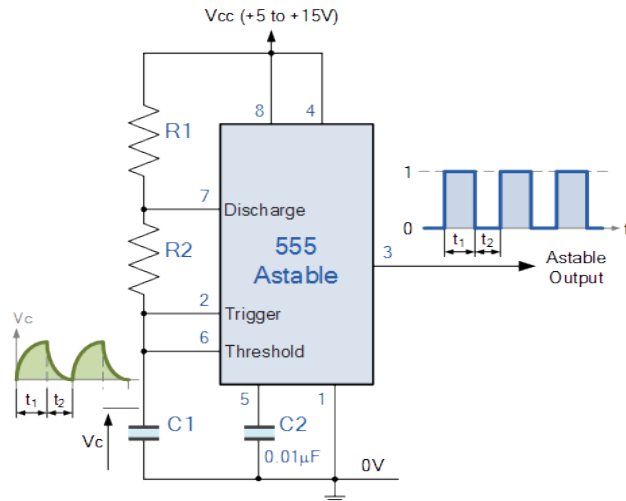 Vcc (+5 to +15V)
8
4
R1
7
Discharge
R2
555
Astable
3
1
0
t₁
t₂
t
Astable
Output
2
Trigger
6
Threshold
Vc
t₁
t₂
Vc
C1
5
1
C2
0.01µF
0V